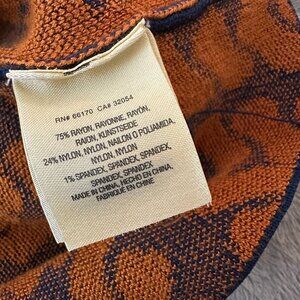 RN# 66170 CA# 32054
75% RAYON, RAYONNE, RAYON,
RAION, KUNSTSEIDE
24% NYLON, NYLON, NAILON O POLIAMIDA,
NYLON, NYLON
1% SPANDEX, SPANDEX, SPANDEX,
SPANDEX, SPANDEX
MADE IN CHINA, HECHO EN CHINA,
FABRIQUE EN CHINE